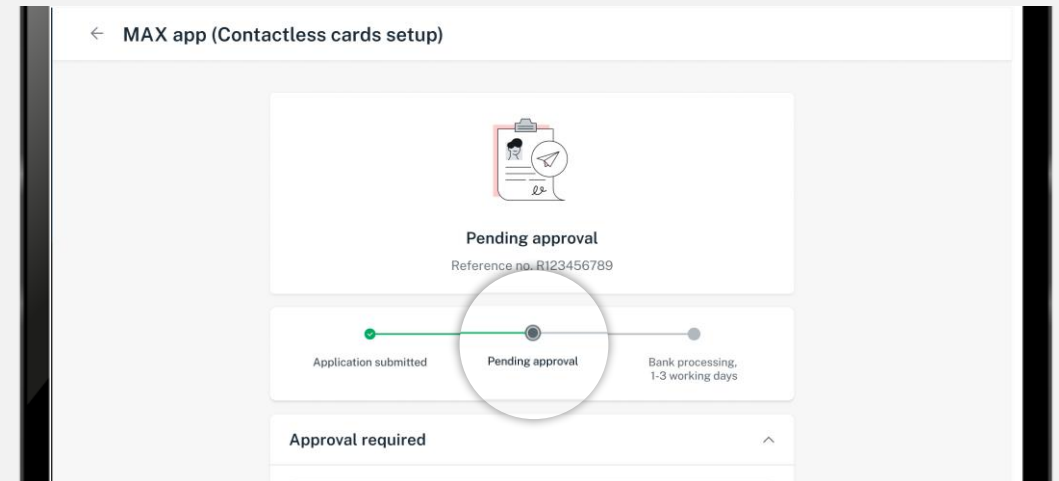 MAX app (Contactless cards setup)
Pending approval
Reference no. R123456789
Application submitted
Pending approval
Bank processing,
1-3 working days
Approval required